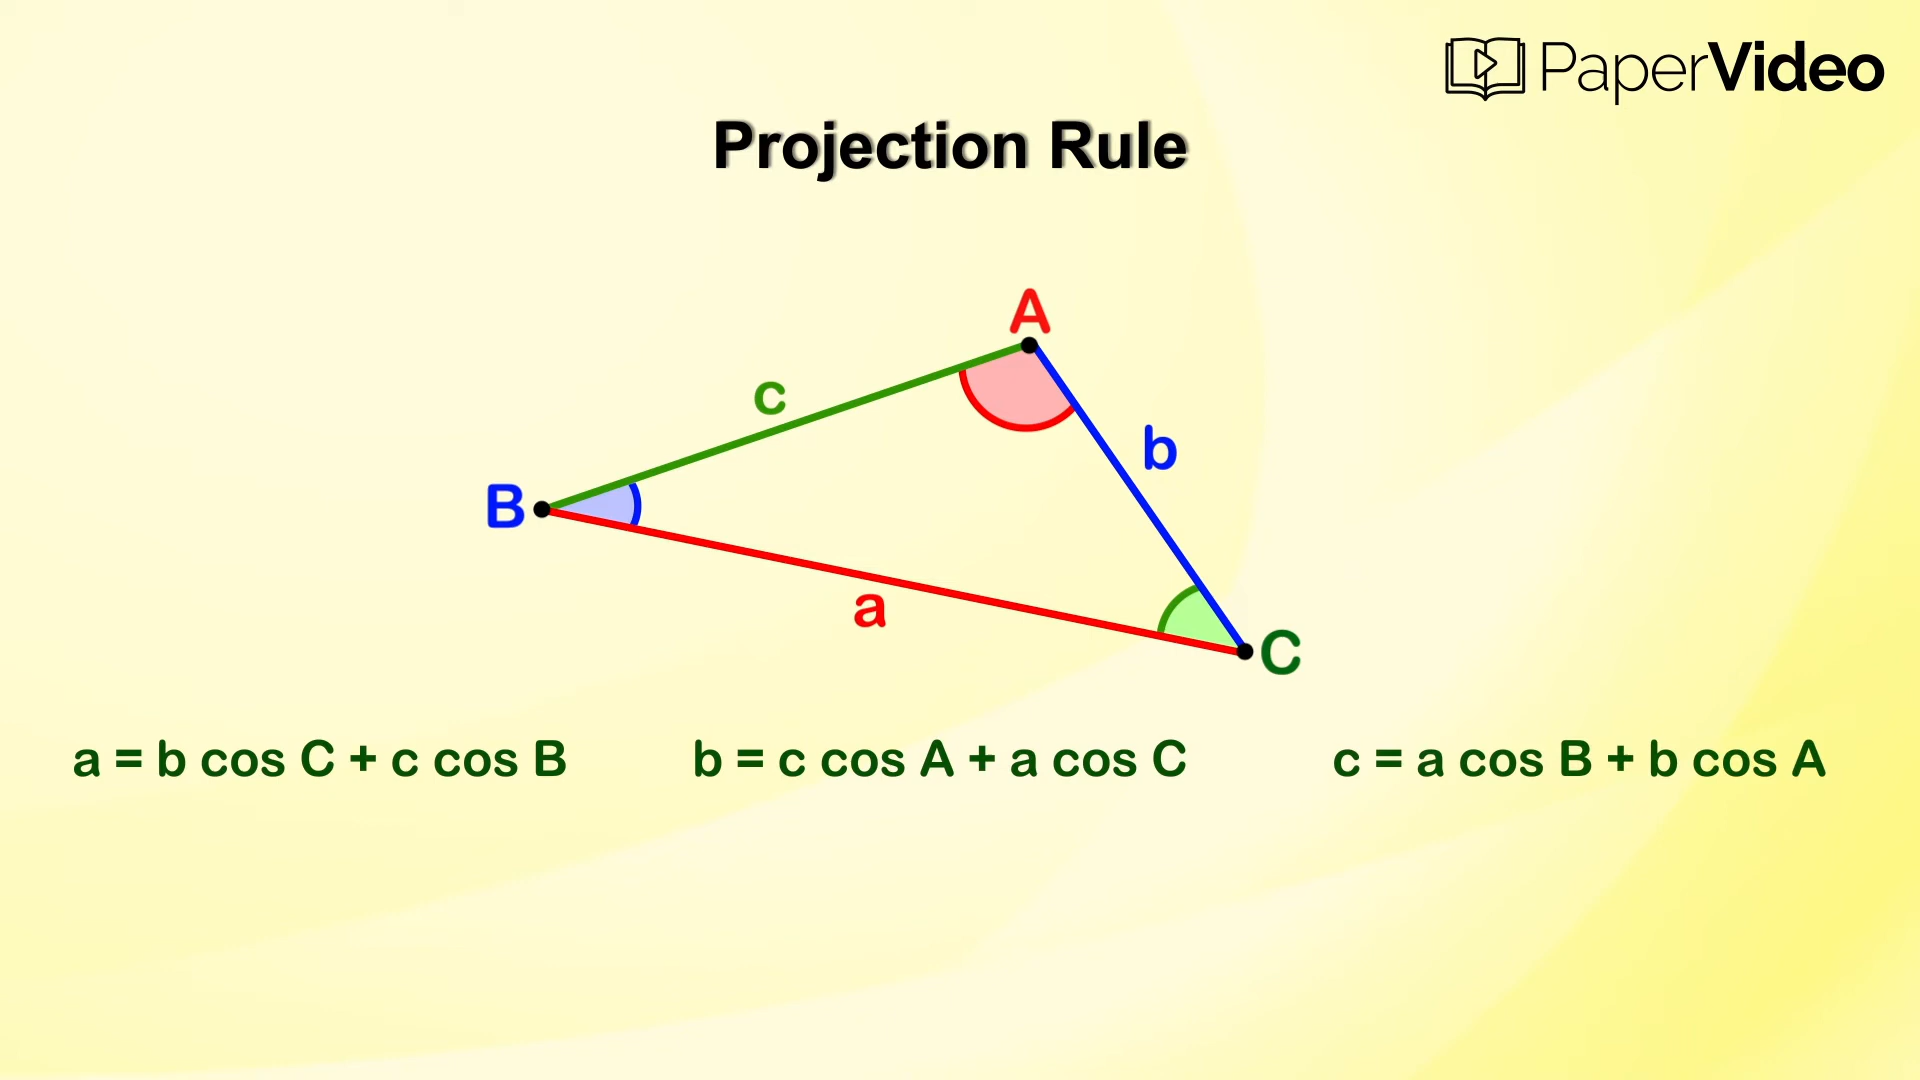 PaperVideo
Projection Rule
A
c
b
B
a
C
a = b cos C + c cos B
b = c cos A + a cos C
c = a cos B + b cos A